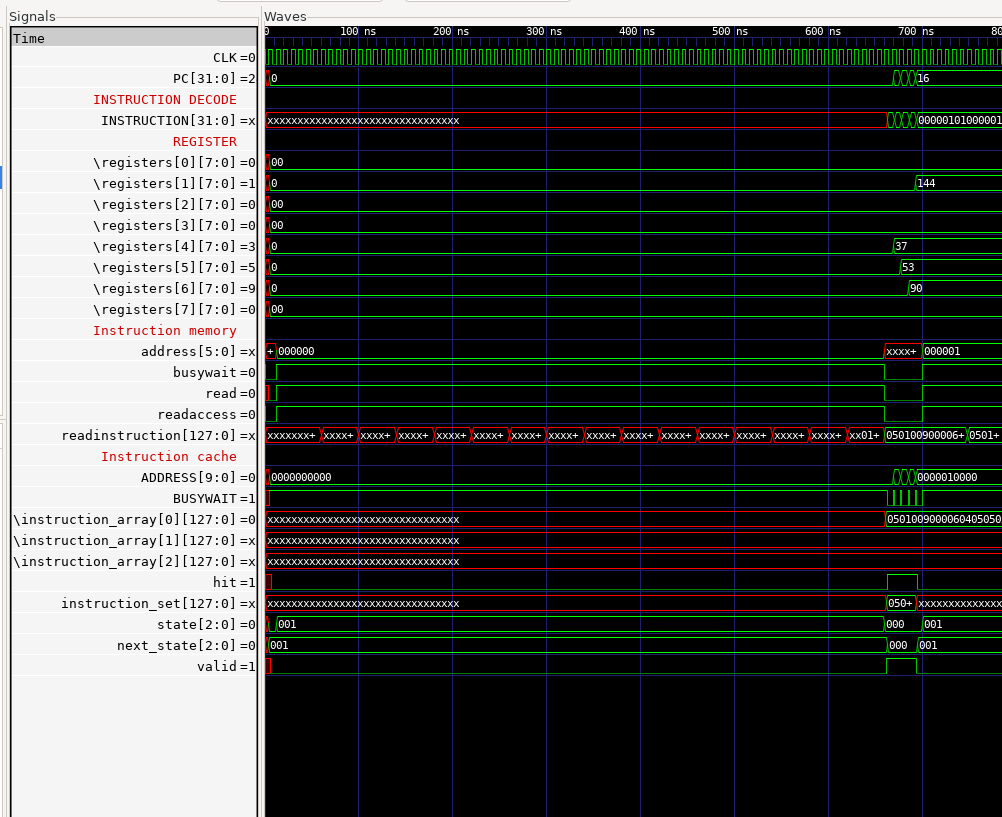 Signals Waves
Time 0 100 ns 200 ns 300 ns 400 ns 500 ns 600 ns 700 ns 80
CLK=0
PC[31:0]=2 0 16
INSTRUCTION DECODE
INSTRUCTION[31:0]=x xxxxxxxxxxxxxxxxxxxxxxxxxxxxxxxx 00000101000001
REGISTER
\registers[0][7:0]=0 00
\registers[1][7:0]=1 0 144
\registers[2][7:0]=0 00
\registers[3][7:0]=0 00
\registers[4][7:0]=3 0 37
\registers[5][7:0]=5 0 53
\registers[6][7:0]=9 0 90
\registers[7][7:0]=0 00
Instruction memory
address[5:0]=x + 000000 xxxx+ 000001
busywait=0
read=0
readaccess=0
readinstruction[127:0]=x xxxxxxx+ xxxx+ xxxx+ xxxx+ xxxx+ xxxx+ xxxx+ xxxx+ xxxx+ xxxx+ xxxx+ xxxx+ xxxx+ xxxx+ xxxx+ xx01+ 050100900006+ 0501+
Instruction cache
ADDRESS[9:0]=0 0000000000 0000010000
BUSYWAIT=1
\instruction_array[0][127:0]=0 xxxxxxxxxxxxxxxxxxxxxxxxxxxxxxxx 0501009000060405050
\instruction_array[1][127:0]=x xxxxxxxxxxxxxxxxxxxxxxxxxxxxxxxx
\instruction_array[2][127:0]=x xxxxxxxxxxxxxxxxxxxxxxxxxxxxxxxx
hit=1
instruction_set[127:0]=x xxxxxxxxxxxxxxxxxxxxxxxxxxxxxxxx 050+ xxxxxxxxxxxxxx
state[2:0]=0 001 000 001
next_state[2:0]=0 001 000 001
valid=1